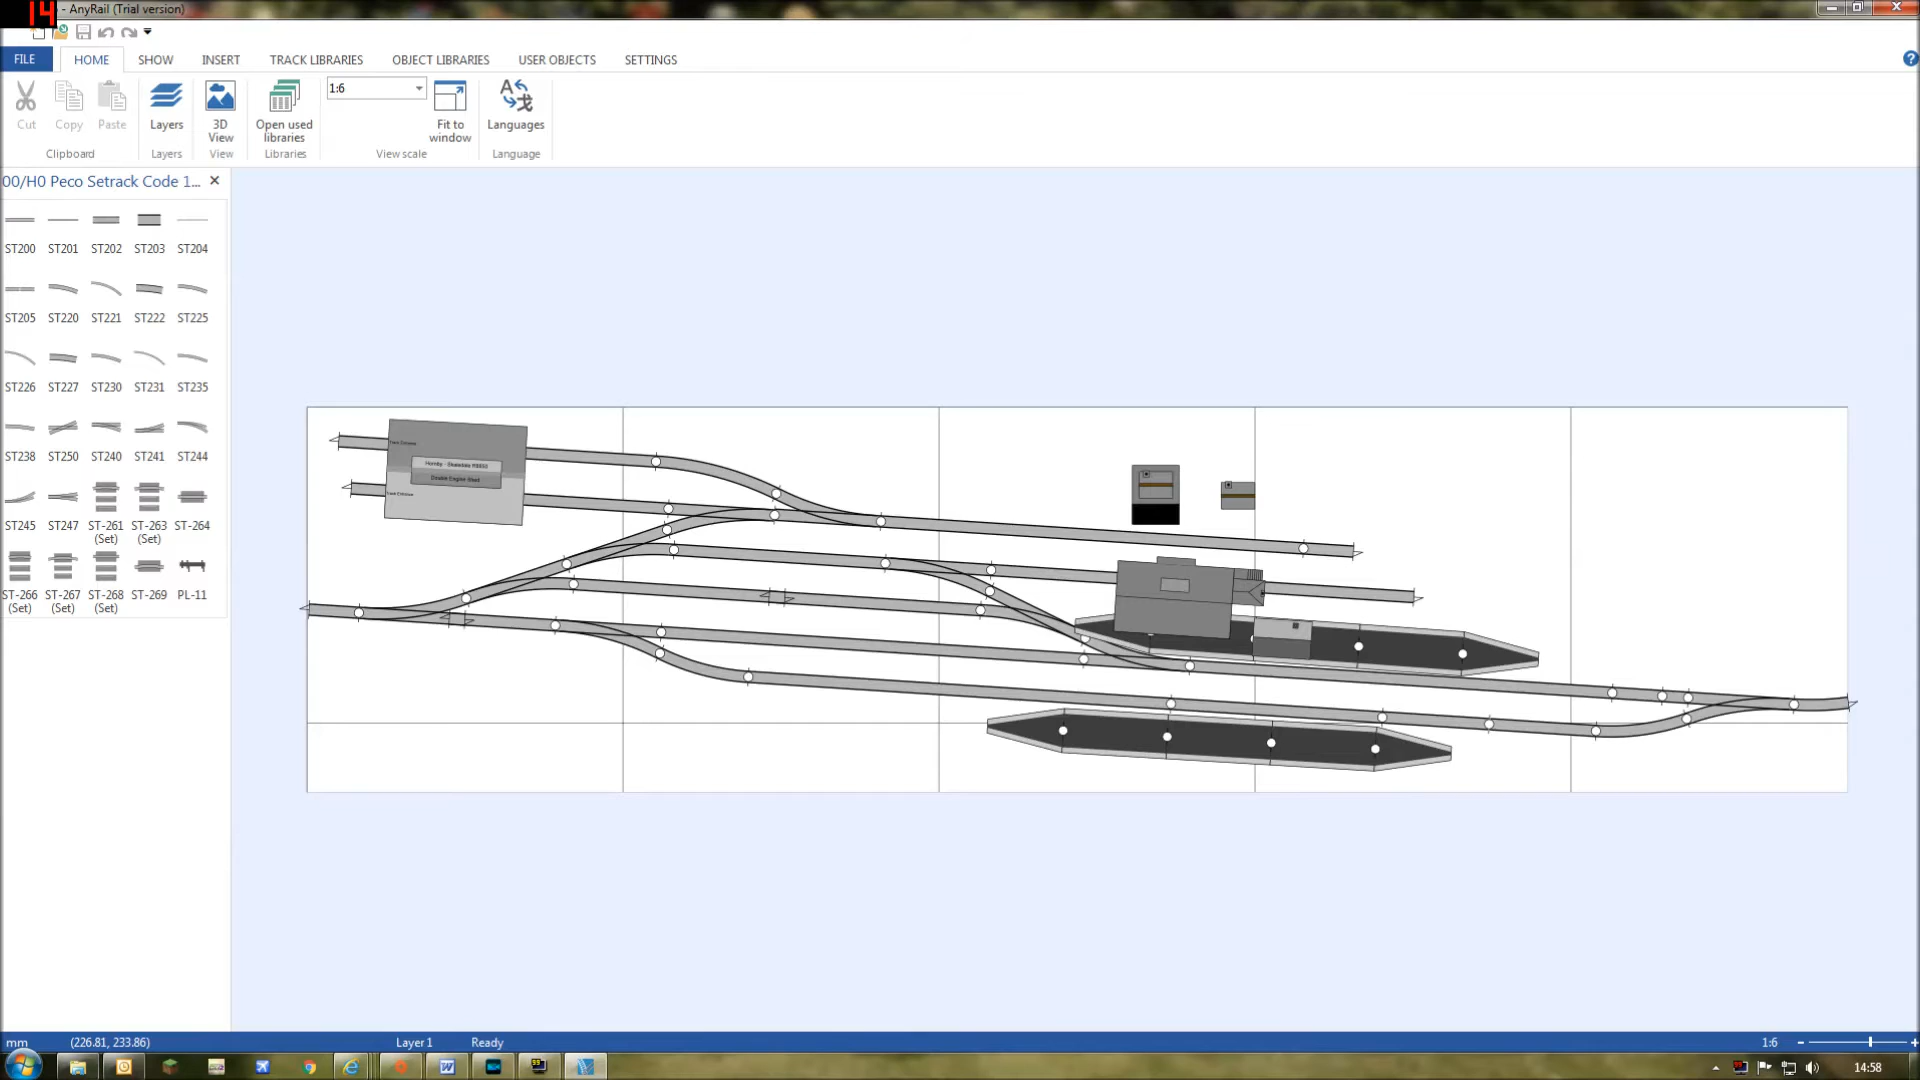 14
- AnyRail (Trial version)
FILE HOME SHOW INSERT TRACK LIBRARIES OBJECT LIBRARIES USER OBJECTS SETTINGS
Cut Copy Paste Layers 3D View Open used libraries 1:6 Fit to window Languages
Clipboard Layers View Libraries View scale Language
00/H0 Peco Setrack Code 1...
ST200 ST201 ST202 ST203 ST204
ST205 ST220 ST221 ST222 ST225
ST226 ST227 ST230 ST231 ST235
ST238 ST250 ST240 ST241 ST244
ST245 ST247 ST-261 (Set) ST-263 (Set) ST-264
ST-266 (Set) ST-267 (Set) ST-268 (Set) ST-269 PL-11
Double Engine Shed
mm (226.81, 233.86) Layer 1 Ready 1:6
14:58